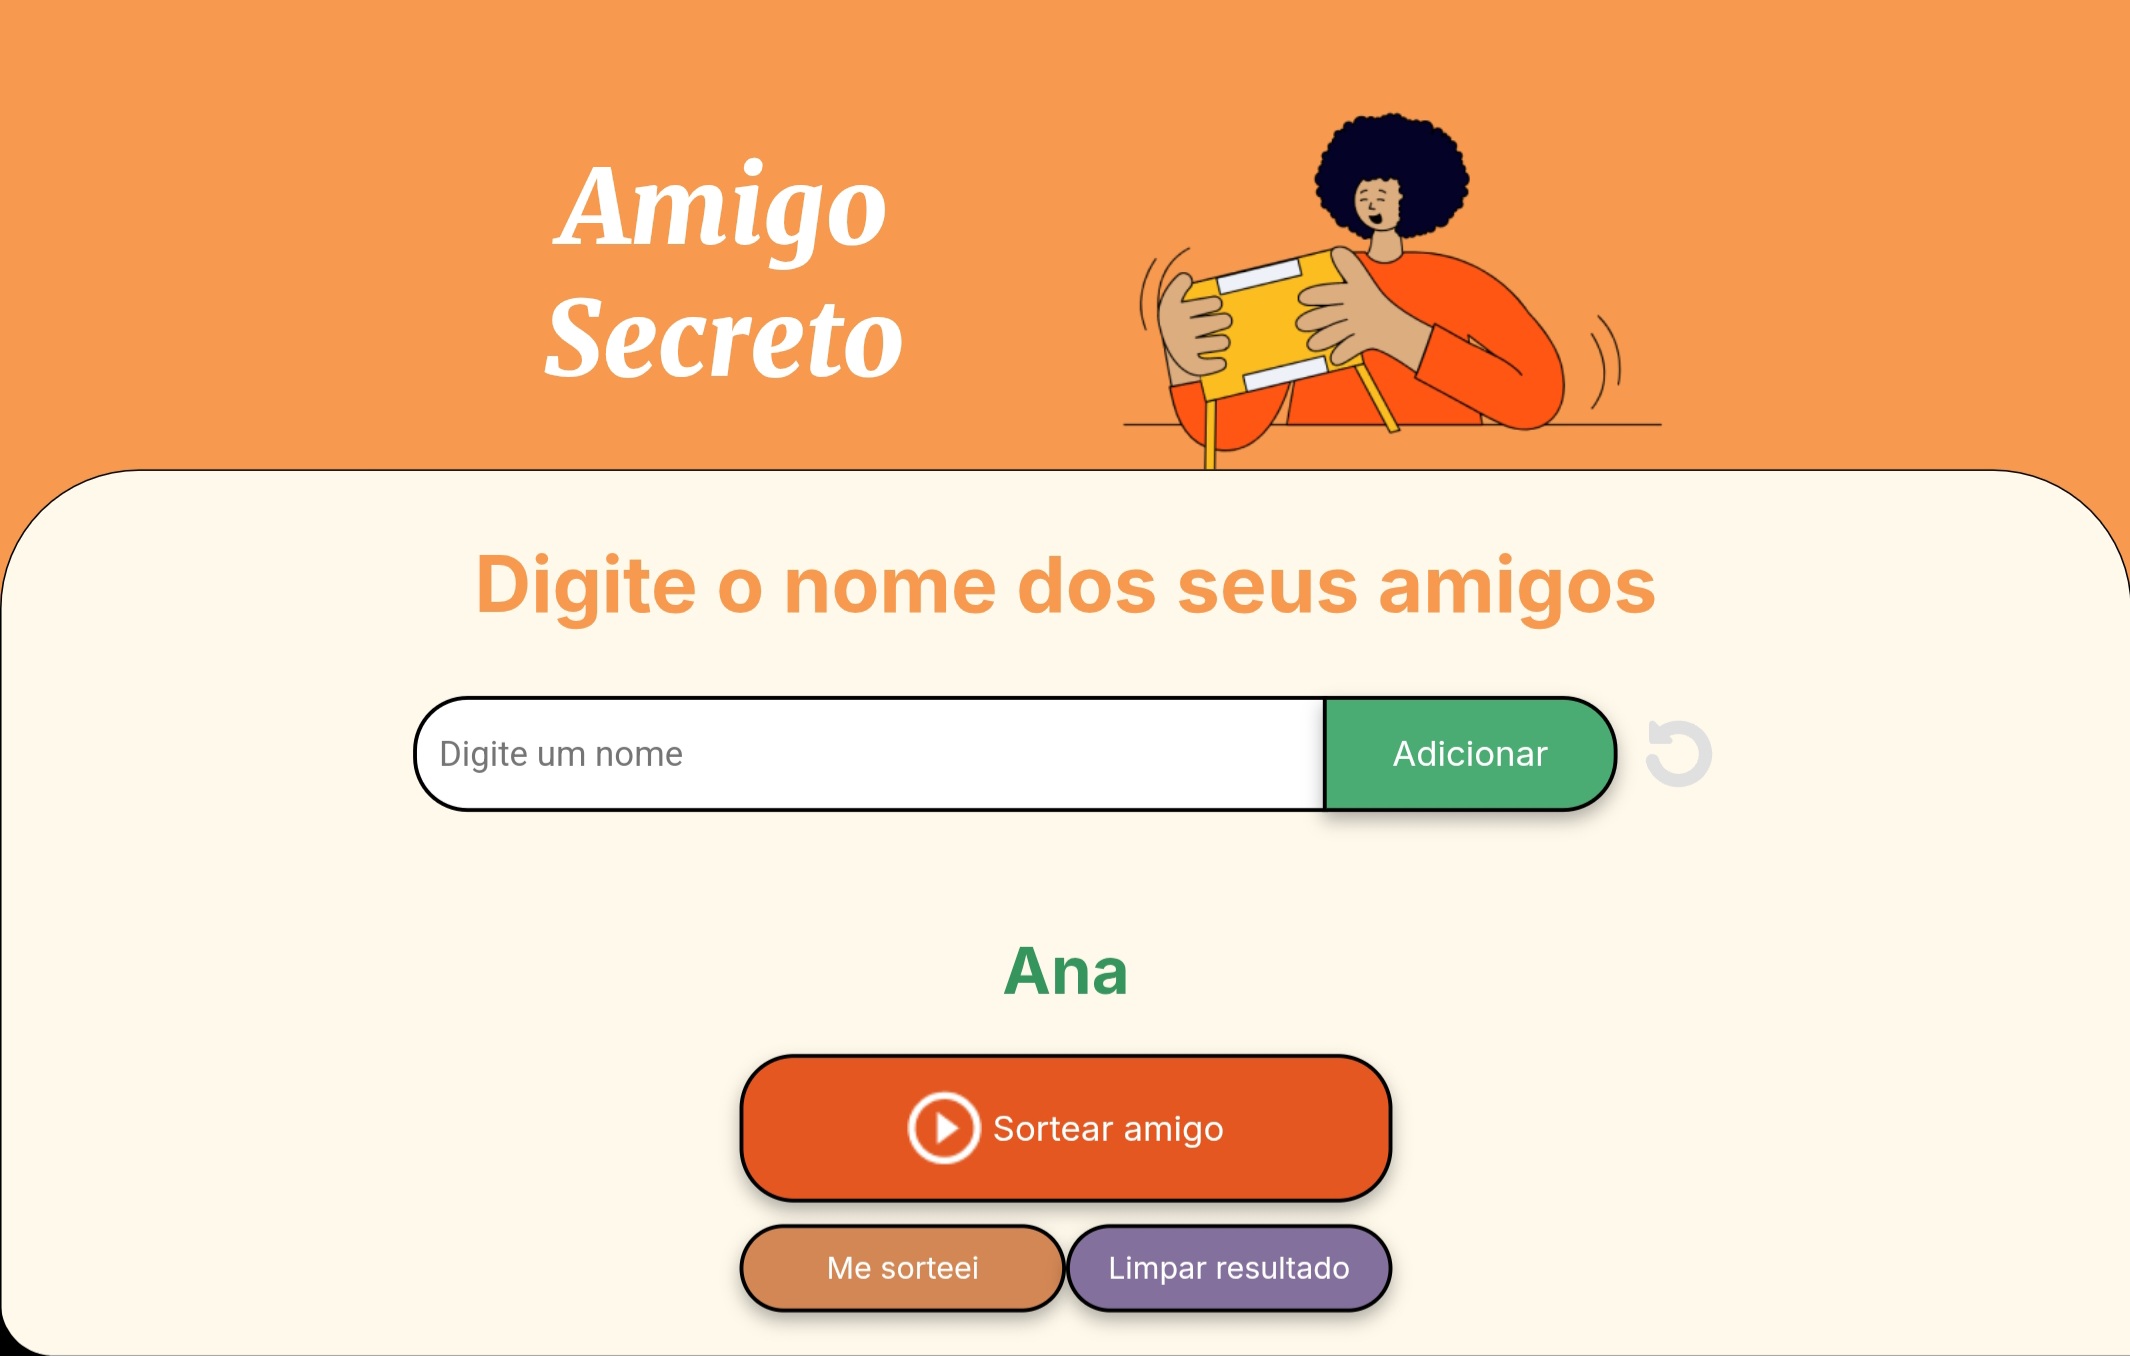 Amigo
Secreto
Digite o nome dos seus amigos
Digite um nome
Adicionar
Ana
Sortear amigo
Me sorteei
Limpar resultado